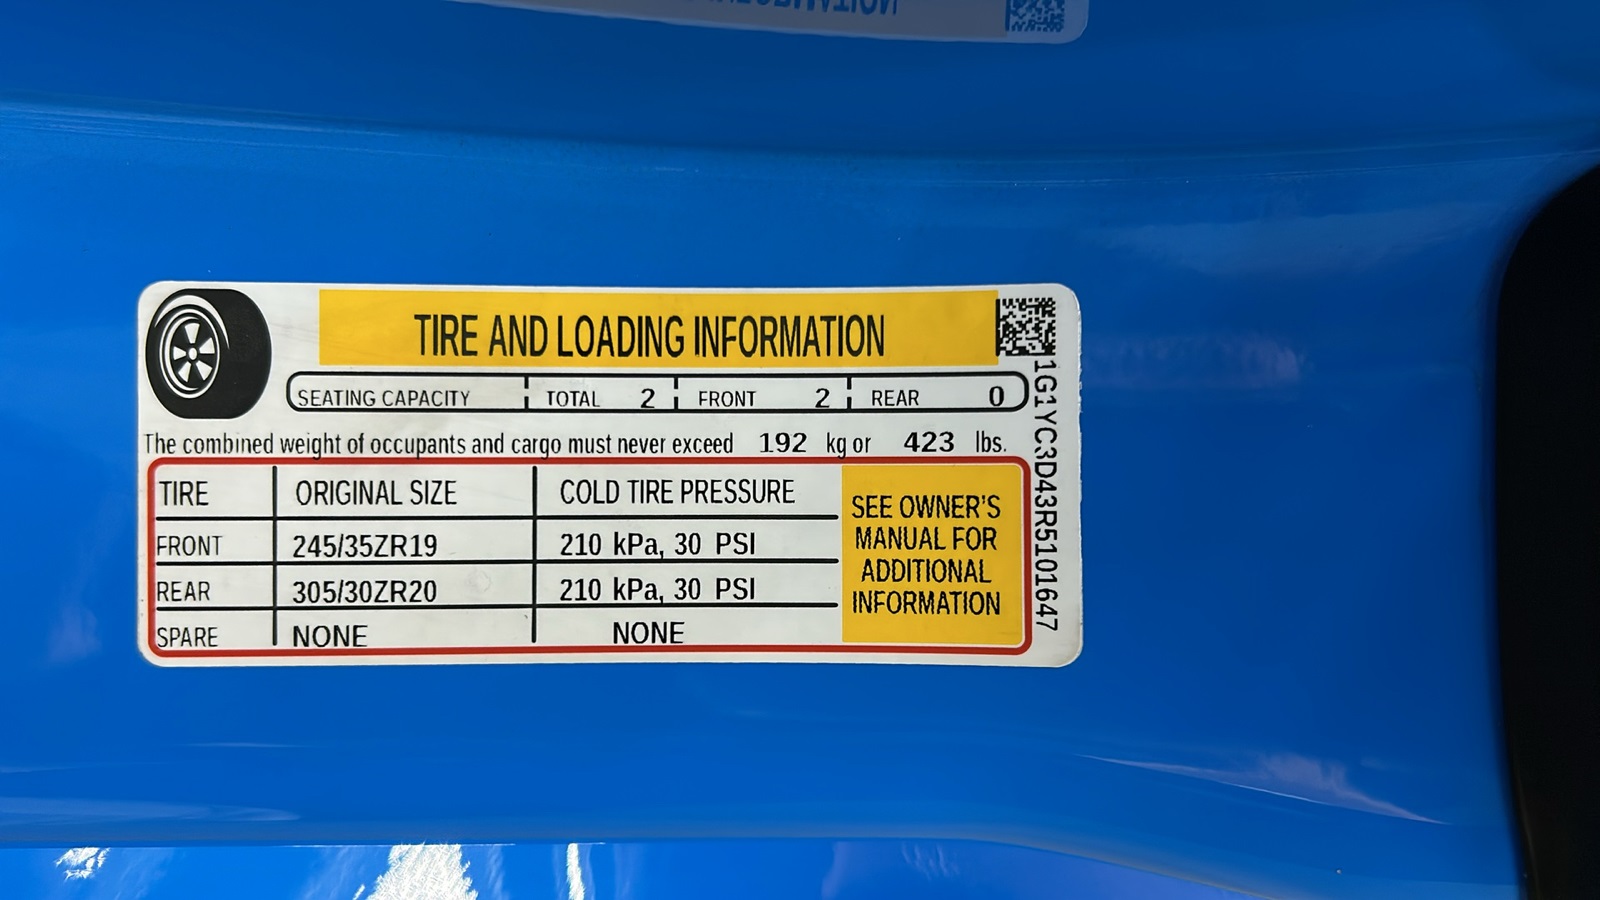 TIRE AND LOADING INFORMATION
SEATING CAPACITY TOTAL 2 FRONT 2 REAR 0
The combined weight of occupants and cargo must never exceed 192 kg or 423 lbs.
TIRE ORIGINAL SIZE COLD TIRE PRESSURE
FRONT 245/35ZR19 210 kPa, 30 PSI
REAR 305/30ZR20 210 kPa, 30 PSI
SPARE NONE NONE
SEE OWNER'S
MANUAL FOR
ADDITIONAL
INFORMATION
1G1YC3D43R5101647